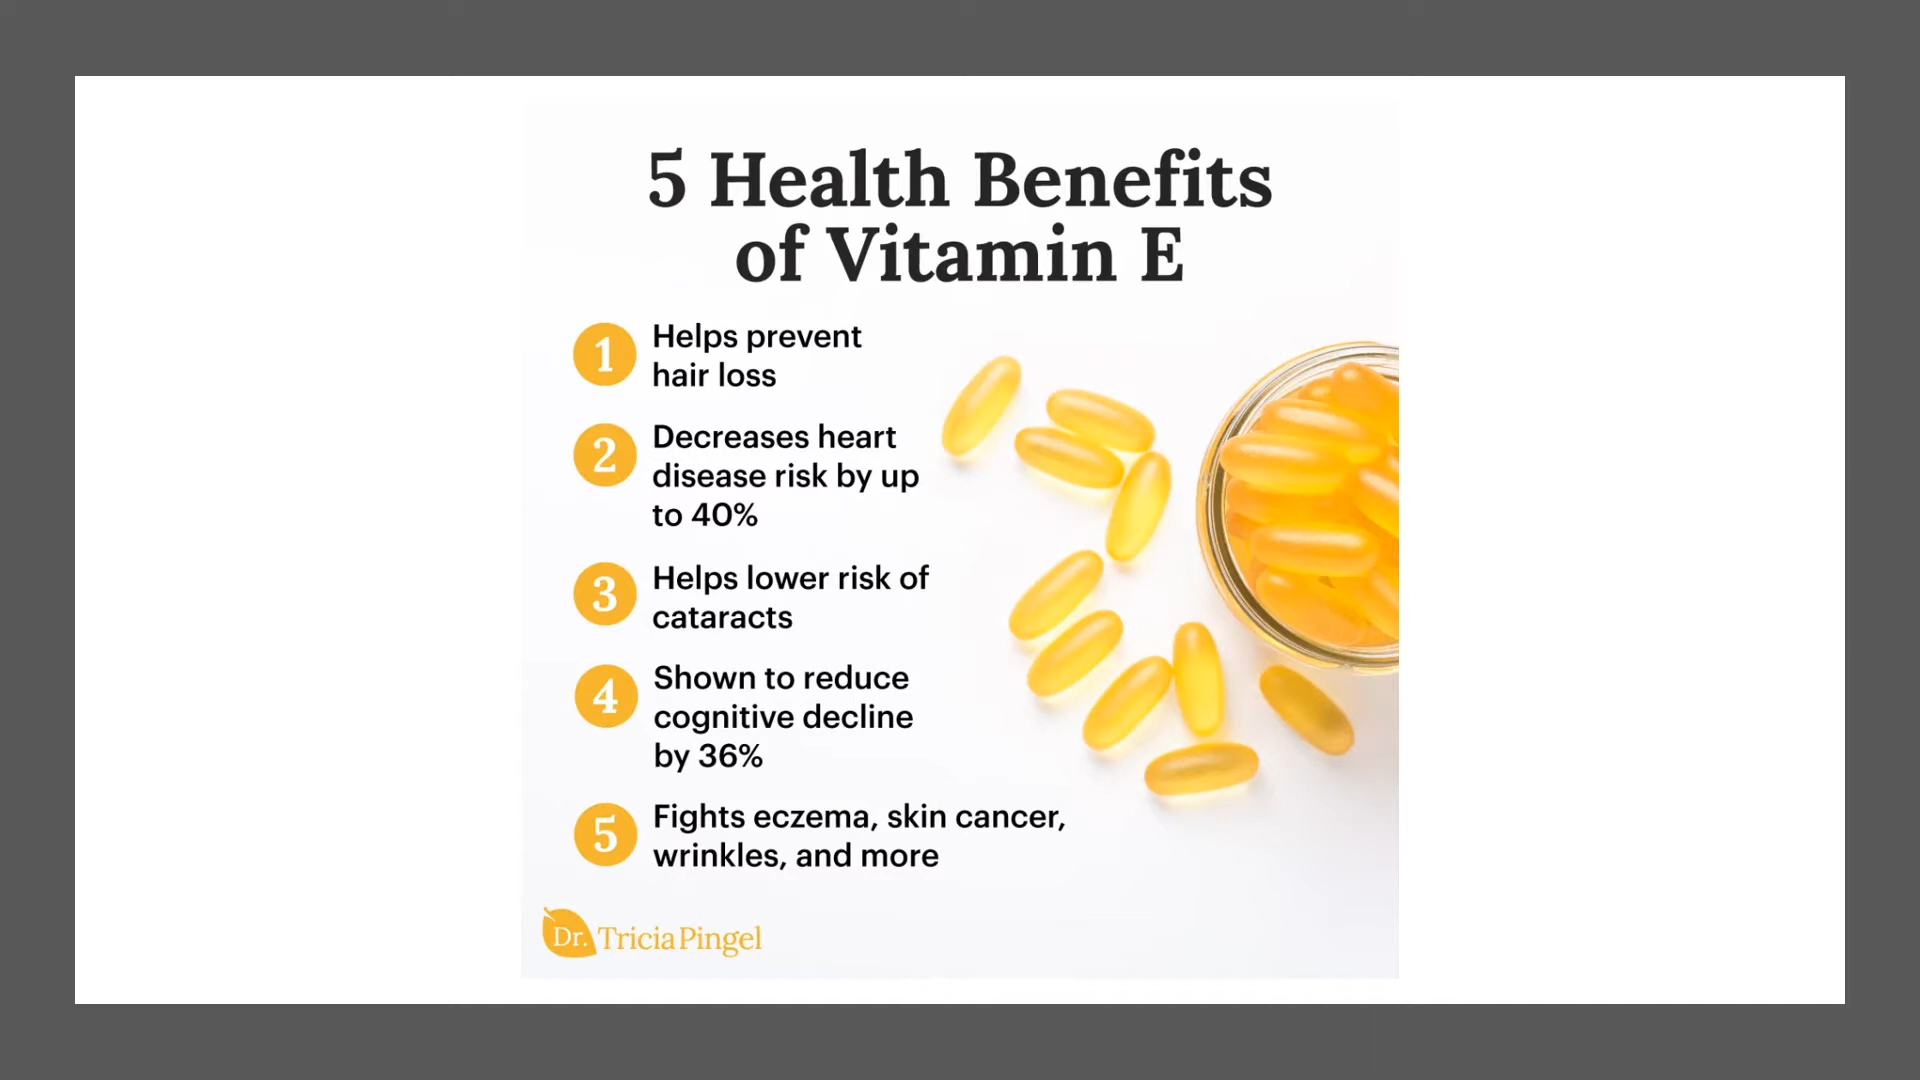 5 Health Benefits
of Vitamin E
1 Helps prevent
hair loss
2 Decreases heart
disease risk by up
to 40%
3 Helps lower risk of
cataracts
4 Shown to reduce
cognitive decline
by 36%
5 Fights eczema, skin cancer,
wrinkles, and more
Dr. Tricia Pingel